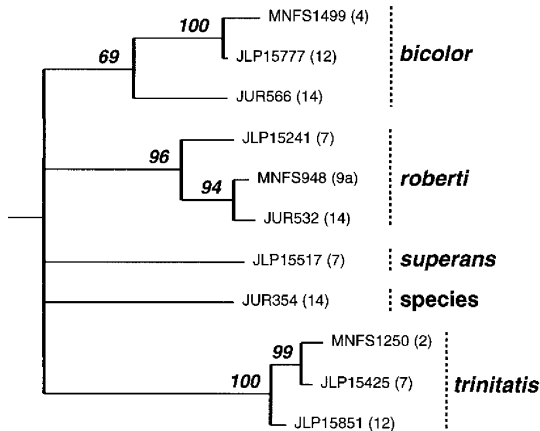 MNFS1499 (4)
100
JLP15777 (12)
69
bicolor
JUR566 (14)
JLP15241 (7)
96
MNFS948 (9a)
roberti
94
JUR532 (14)
JLP15517 (7)
superans
JUR354 (14)
species
MNFS1250 (2)
99
JLP15425 (7)
trinitatis
100
JLP15851 (12)